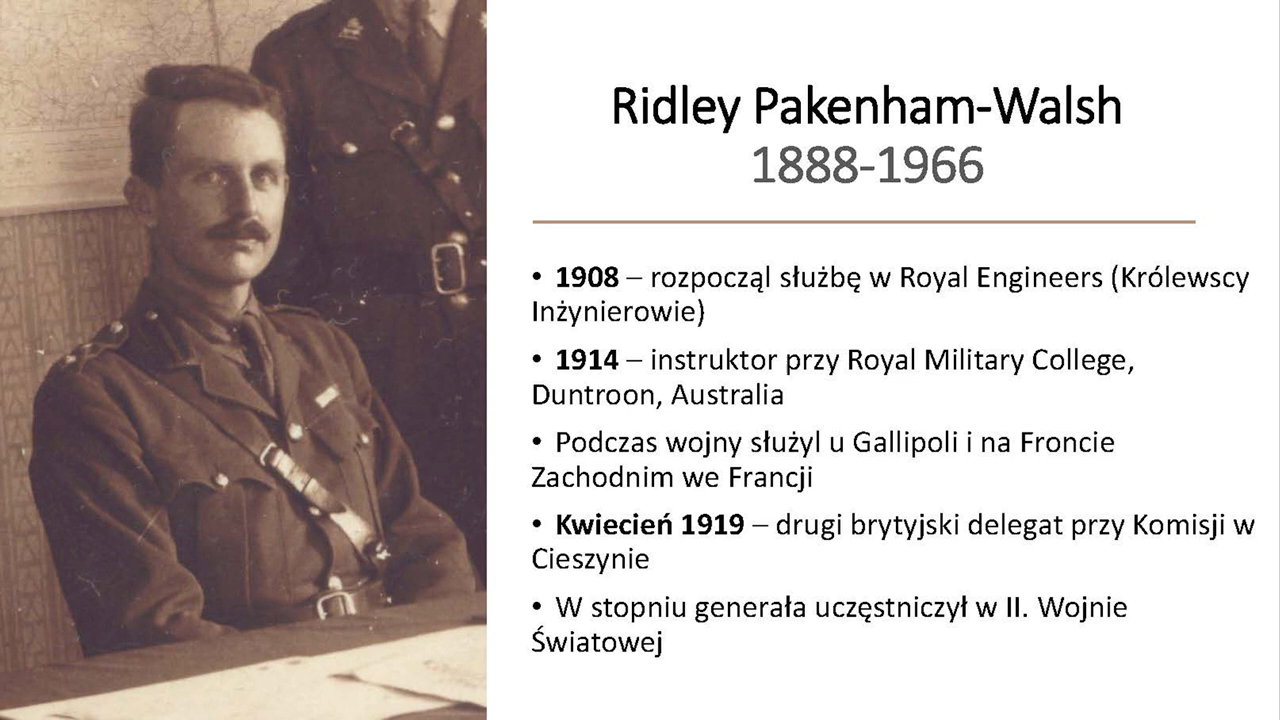 Ridley Pakenham-Walsh
1888-1966
• 1908 – rozpocząl służbę w Royal Engineers (Królewscy
Inżynierowie)
• 1914 – instruktor przy Royal Military College,
Duntroon, Australia
• Podczas wojny służyl u Gallipoli i na Froncie
Zachodnim we Francji
• Kwiecień 1919 – drugi brytyjski delegat przy Komisji w
Cieszynie
• W stopniu generała uczęstniczył w II. Wojnie
Światowej